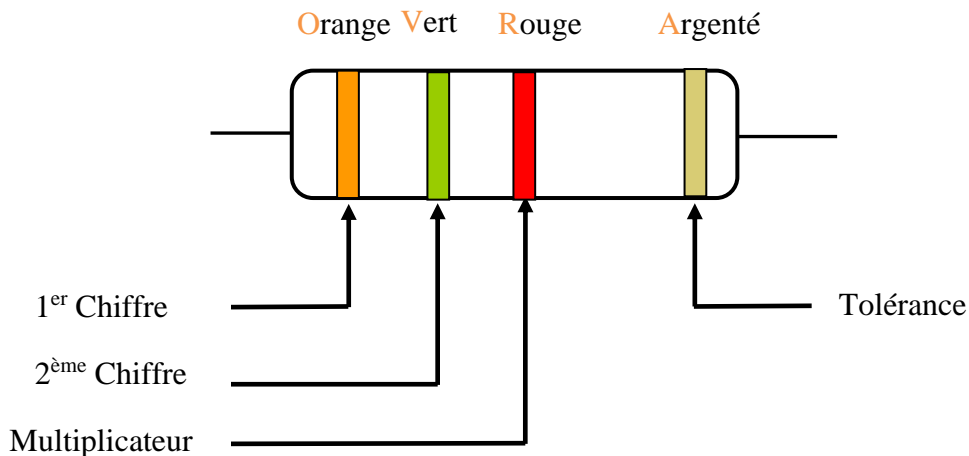 Orange Vert Rouge Argenté
1er Chiffre
Tolérance
2ème Chiffre
Multiplicateur